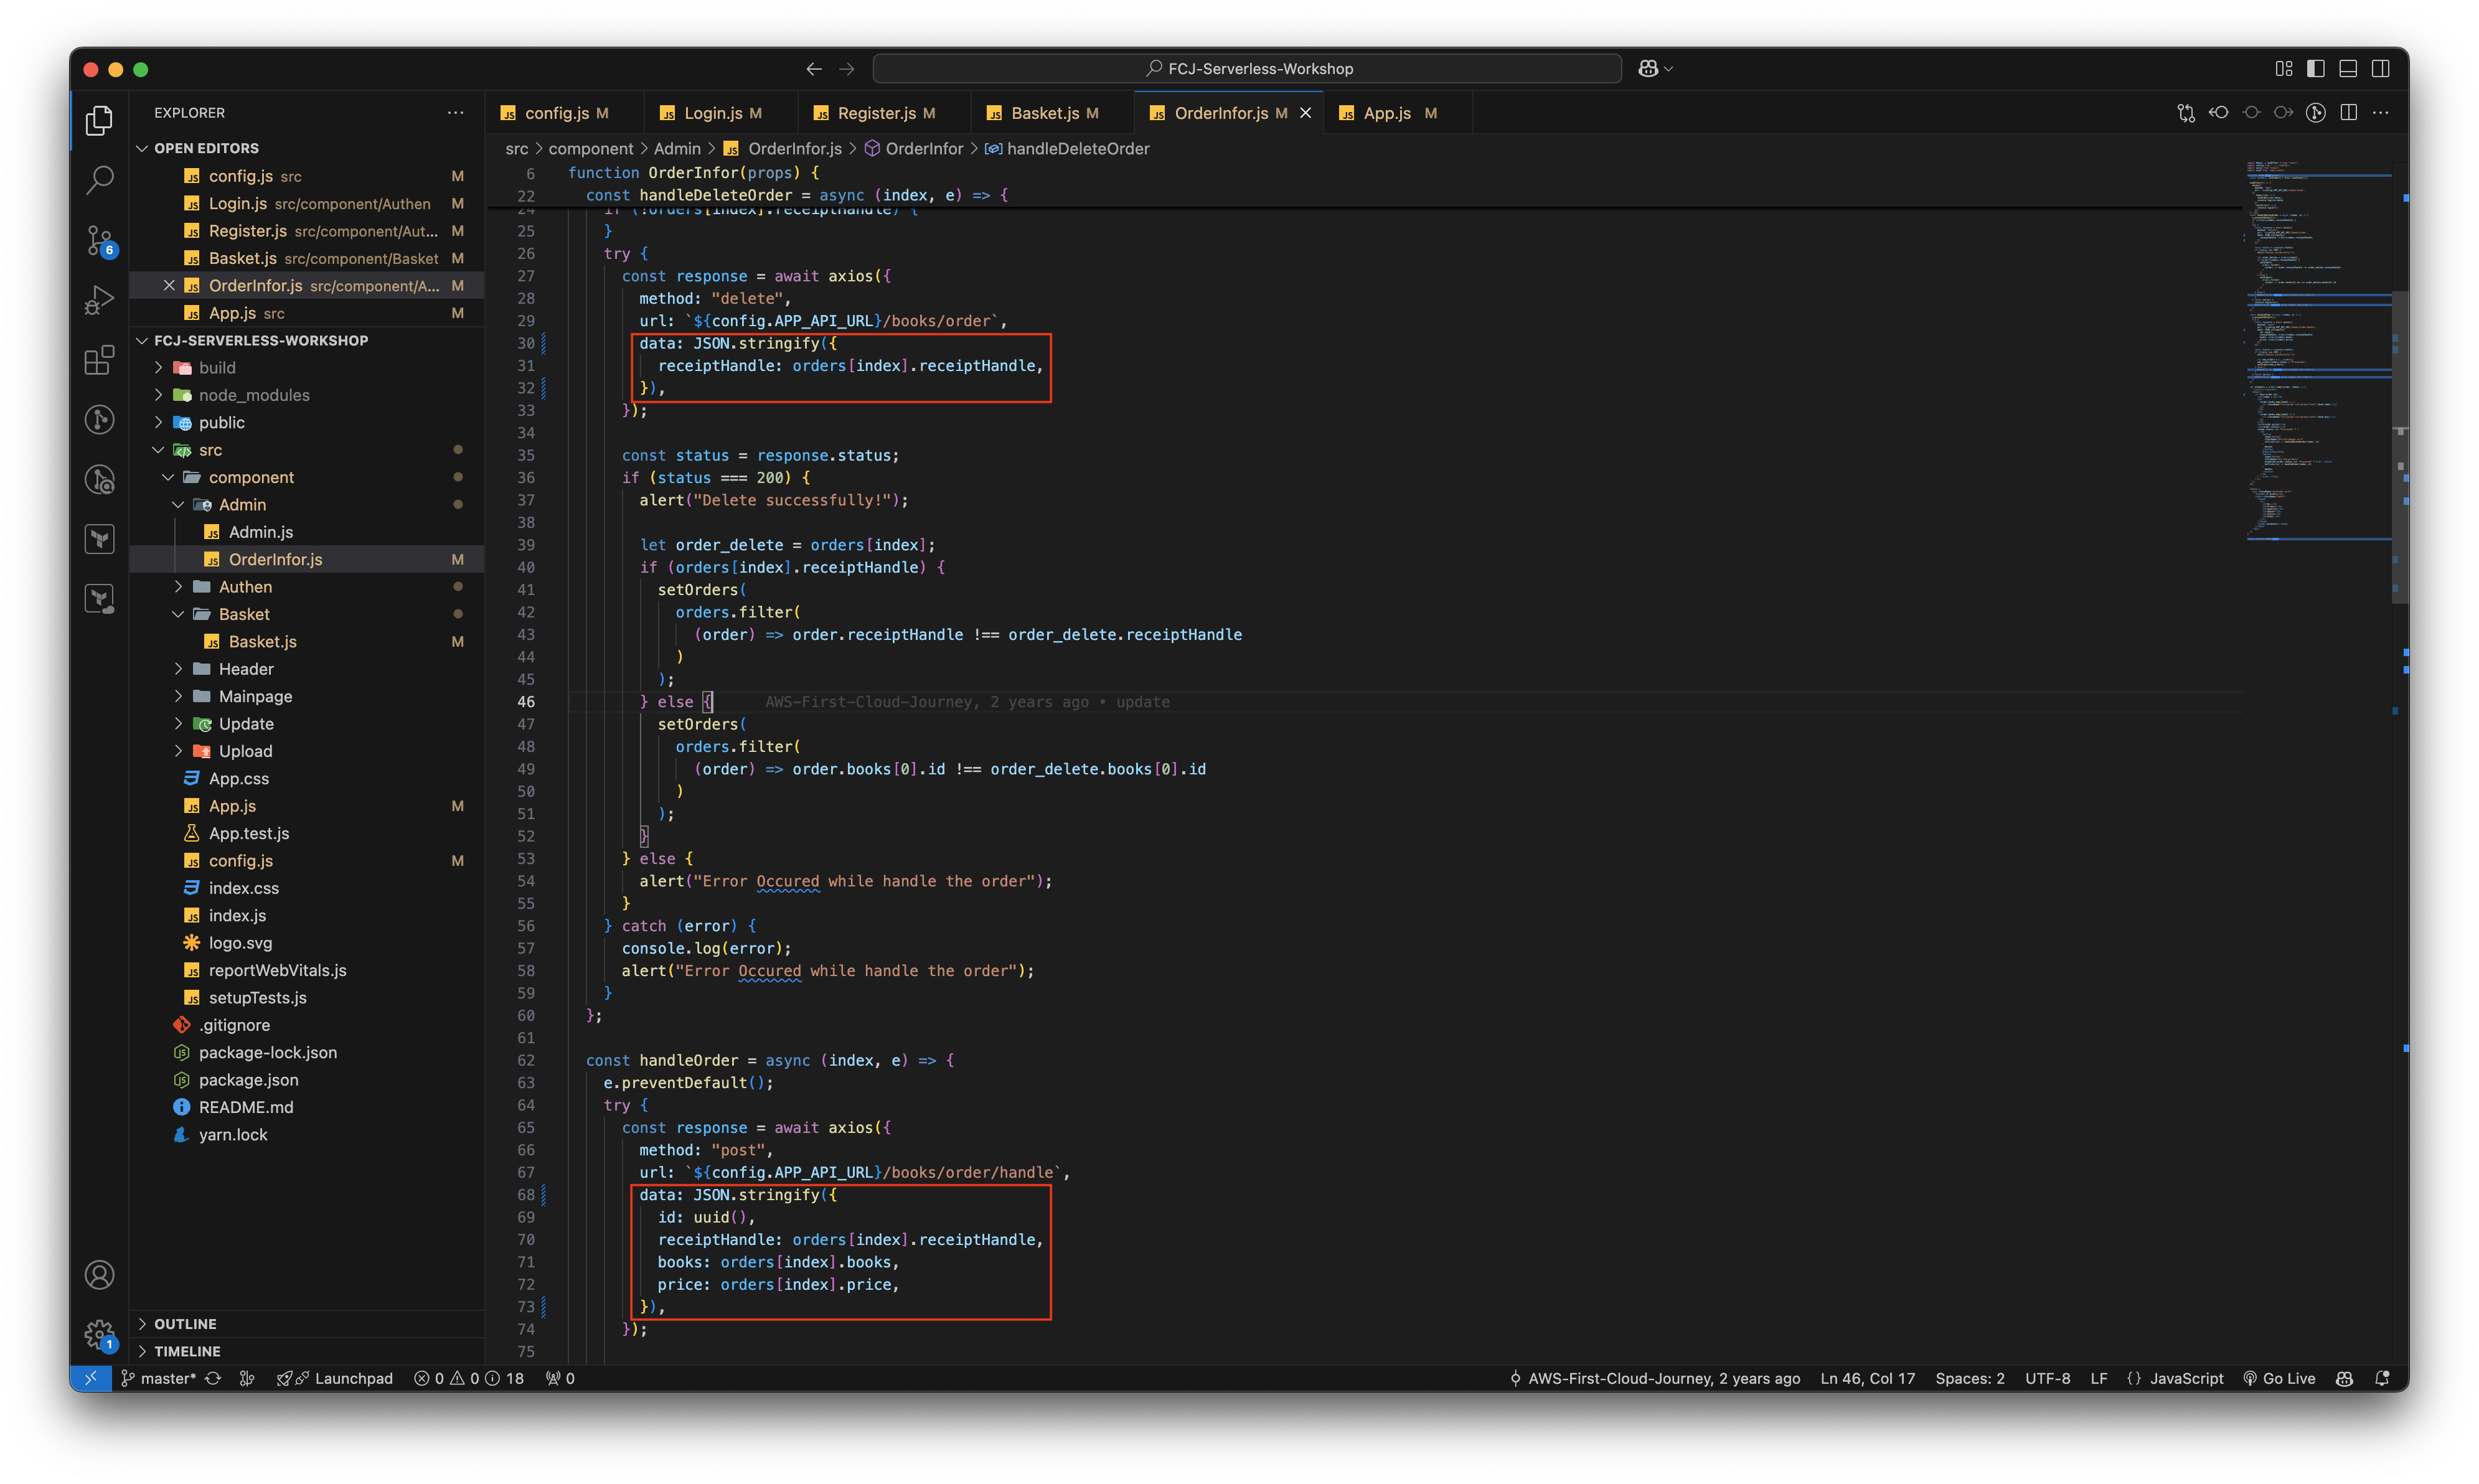 FCJ-Serverless-Workshop
EXPLORER
OPEN EDITORS
config.js src M
Login.js src/component/Authen M
Register.js src/component/Aut... M
Basket.js src/component/Basket M
OrderInfor.js src/component/A... M
App.js src M
FCJ-SERVERLESS-WORKSHOP
build
node_modules
public
src
component
Admin
Admin.js
OrderInfor.js M
Authen
Basket
Basket.js M
Header
Mainpage
Update
Upload
App.css
App.js M
App.test.js
config.js M
index.css
index.js
logo.svg
reportWebVitals.js
setupTests.js
.gitignore
package-lock.json
package.json
README.md
yarn.lock
OUTLINE
TIMELINE
6
1
config.js M Login.js M Register.js M Basket.js M OrderInfor.js M App.js M
src > component > Admin > OrderInfor.js > OrderInfor > handleDeleteOrder
6 function OrderInfor(props) {
22 const handleDeleteOrder = async (index, e) => {
24 if (!orders[index].receiptHandle) {
25 }
26 try {
27 const response = await axios({
28 method: "delete",
29 url: `${config.APP_API_URL}/books/order`,
30 data: JSON.stringify({
31 receiptHandle: orders[index].receiptHandle,
32 }),
33 });
34
35 const status = response.status;
36 if (status === 200) {
37 alert("Delete successfully!");
38
39 let order_delete = orders[index];
40 if (orders[index].receiptHandle) {
41 setOrders(
42 orders.filter(
43 (order) => order.receiptHandle !== order_delete.receiptHandle
44 )
45 );
46 } else { AWS-First-Cloud-Journey, 2 years ago • update
47 setOrders(
48 orders.filter(
49 (order) => order.books[0].id !== order_delete.books[0].id
50 )
51 );
52 }
53 } else {
54 alert("Error Occured while handle the order");
55 }
56 } catch (error) {
57 console.log(error);
58 alert("Error Occured while handle the order");
59 }
60 };
61
62 const handleOrder = async (index, e) => {
63 e.preventDefault();
64 try {
65 const response = await axios({
66 method: "post",
67 url: `${config.APP_API_URL}/books/order/handle`,
68 data: JSON.stringify({
69 id: uuid(),
70 receiptHandle: orders[index].receiptHandle,
71 books: orders[index].books,
72 price: orders[index].price,
73 }),
74 });
75
master* Launchpad 0 0 18 0 AWS-First-Cloud-Journey, 2 years ago Ln 46, Col 17 Spaces: 2 UTF-8 LF {} JavaScript Go Live